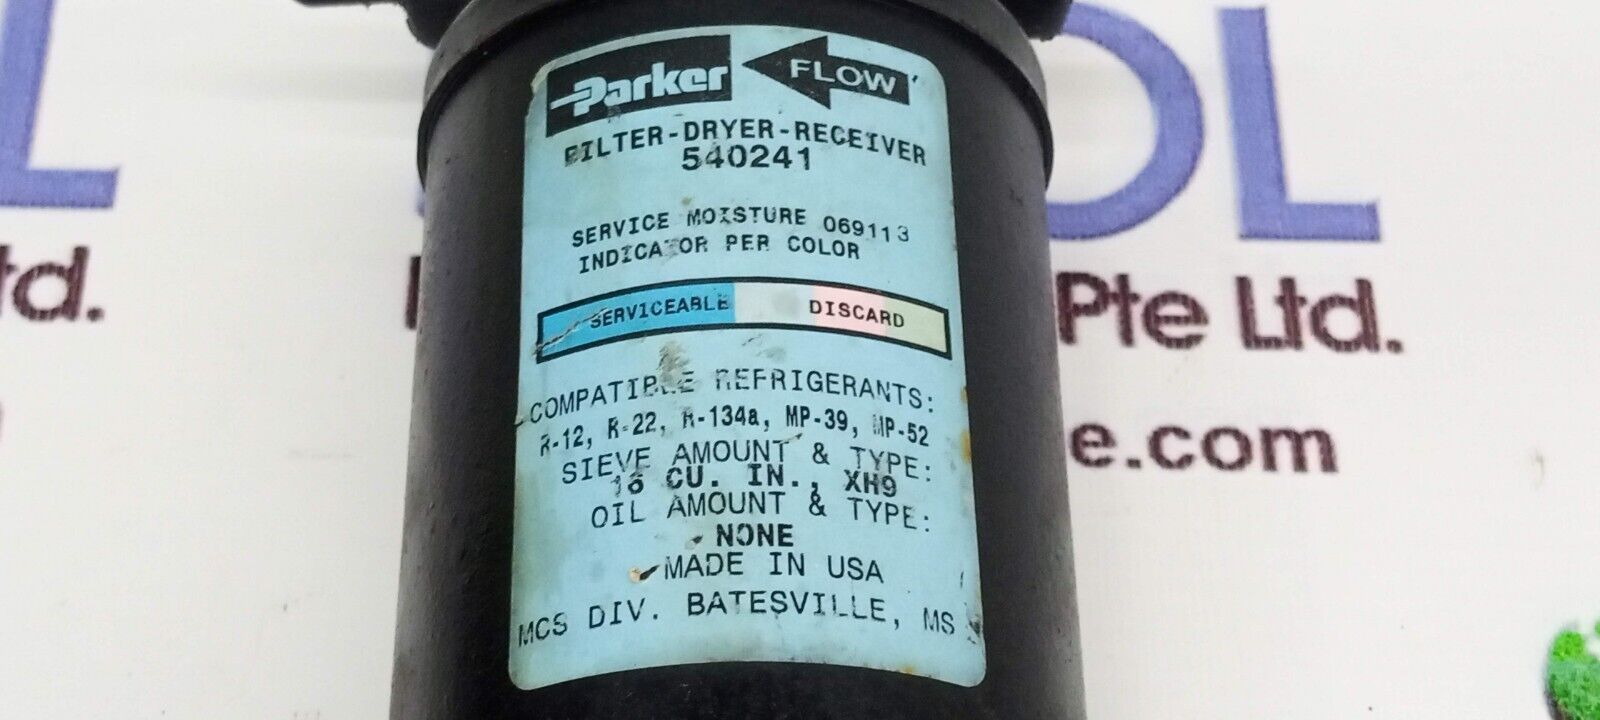 Parker FLOW
FILTER-DRYER-RECEIVER
540241
SERVICE MOISTURE 069113
INDICATOR PER COLOR
SERVICEABLE DISCARD
COMPATIBLE REFRIGERANTS:
R-12, R-22, R-134a, MP-39, MP-52
SIEVE AMOUNT & TYPE:
16 CU. IN., XH9
OIL AMOUNT & TYPE:
NONE
MADE IN USA
MCS DIV. BATESVILLE, MS
OL
td.
Pte Ltd.
e.com